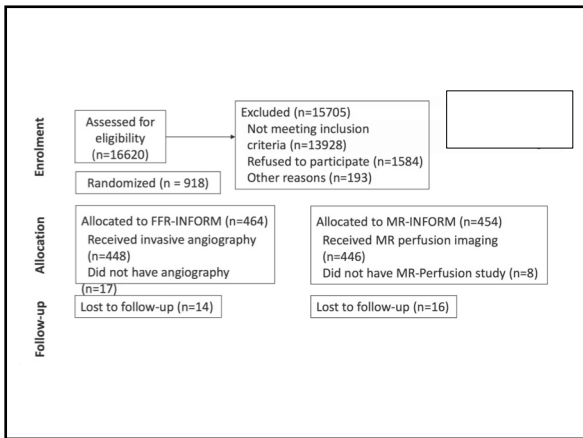 Enrolment
Assessed for
eligibility
(n=16620)
Excluded (n=15705)
Not meeting inclusion
criteria (n=13928)
Refused to participate (n=1584)
Other reasons (n=193)
Randomized (n = 918)
Allocation
Allocated to FFR-INFORM (n=464)
Received invasive angiography
(n=448)
Did not have angiography
(n=17)
Allocated to MR-INFORM (n=454)
Received MR perfusion imaging
(n=446)
Did not have MR-Perfusion study (n=8)
Follow-up
Lost to follow-up (n=14)
Lost to follow-up (n=16)